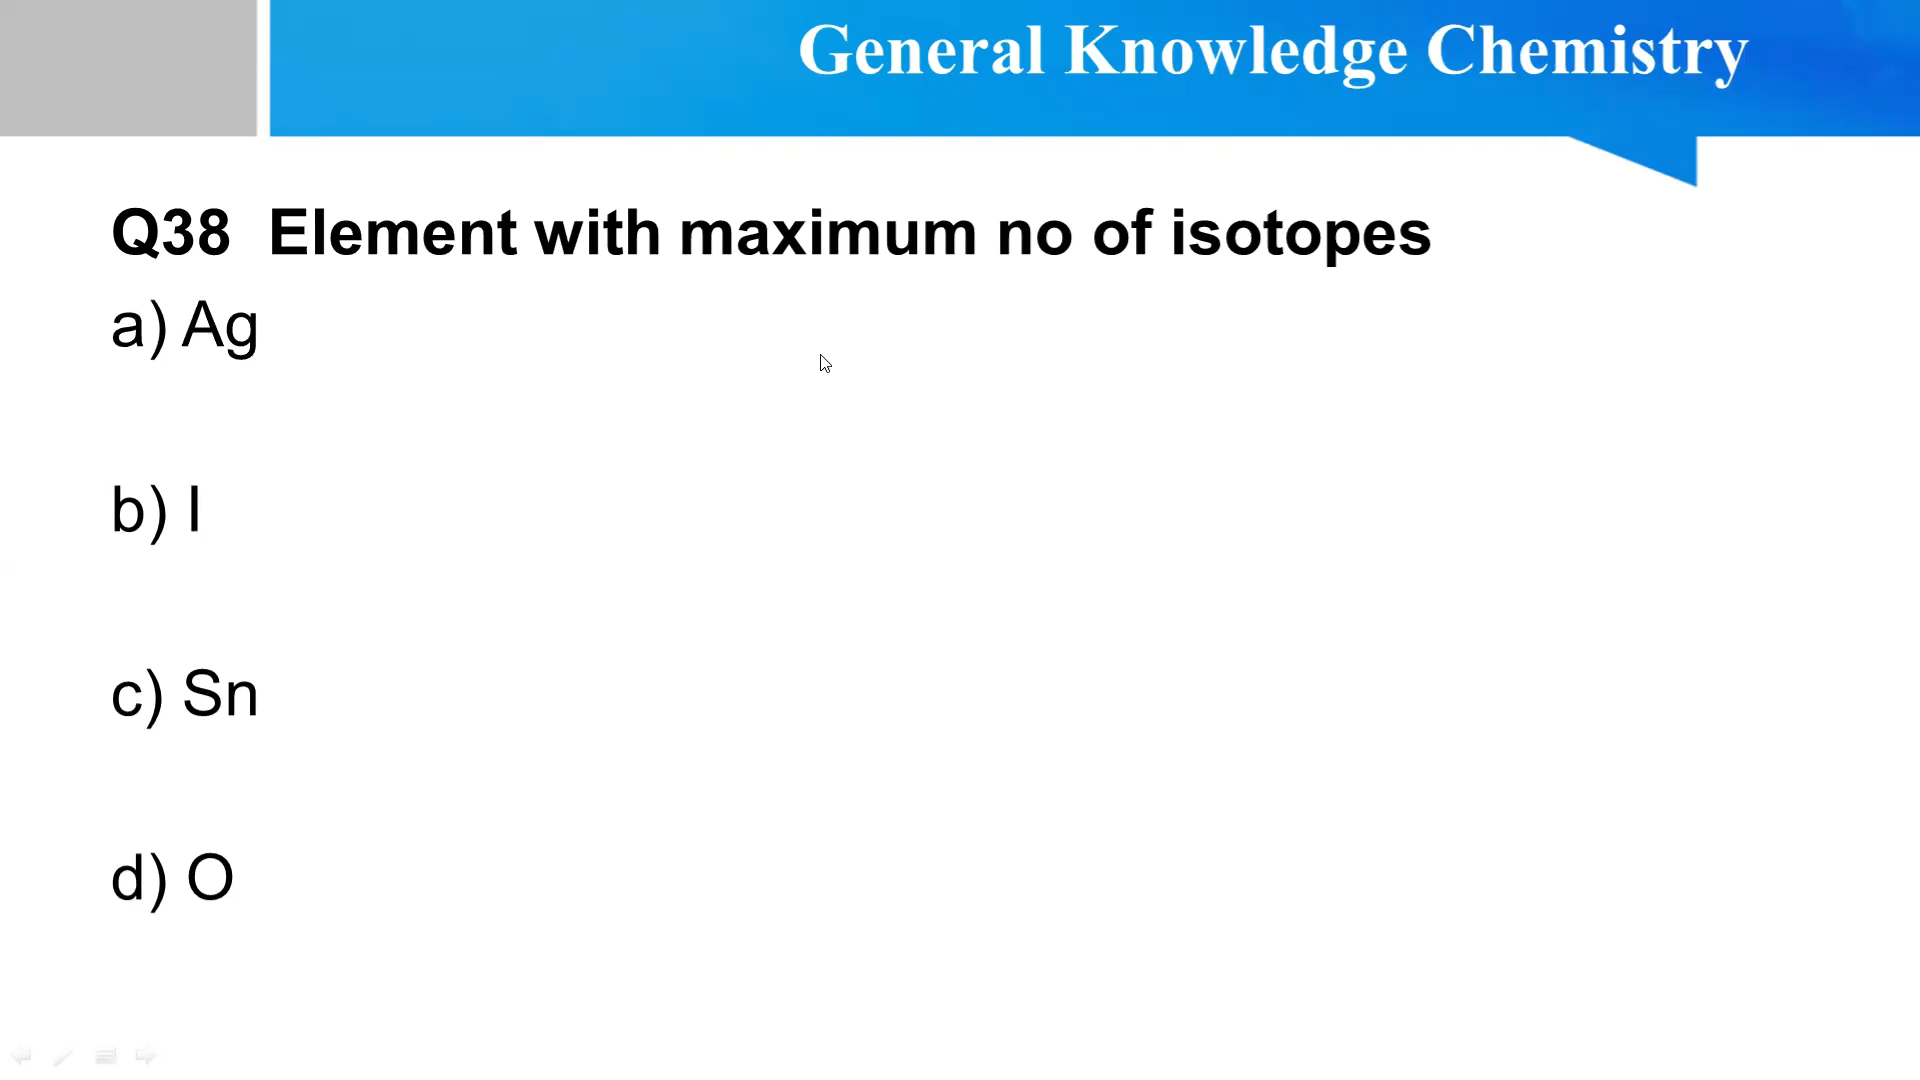 General Knowledge Chemistry
Q38 Element with maximum no of isotopes
a) Ag
b) I
c) Sn
d) O